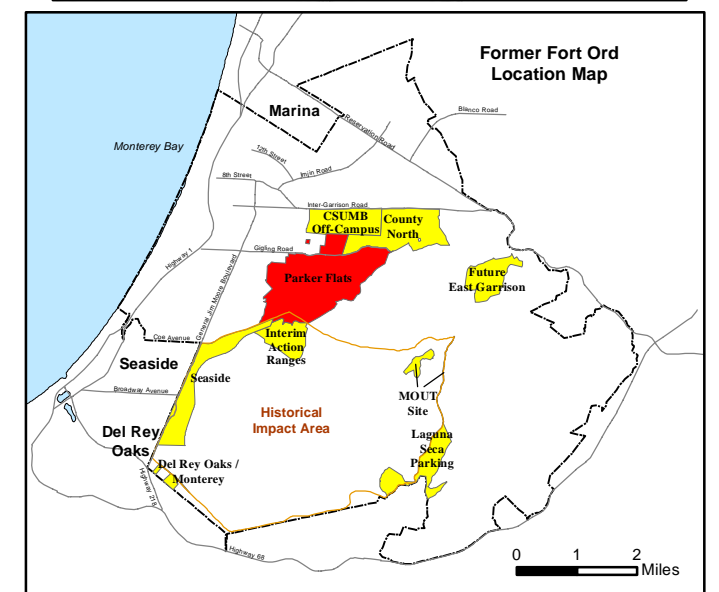 Former Fort Ord
Location Map
Marina
Blanco Road
Reservation Road
Monterey Bay
12th Street
Imjin Road
8th Street
Inter-Garrison Road
CSUMB
Off-Campus
County
North
Gigling Road
Highway 1
General Jim Moore Boulevard
Parker Flats
Future
East Garrison
Coe Avenue
Interim
Action
Ranges
Seaside
Seaside
Broadway Avenue
MOUT
Site
Historical
Impact Area
Del Rey
Oaks
Laguna
Seca
Parking
Del Rey Oaks /
Monterey
Highway 218
Highway 68
0 1 2
Miles